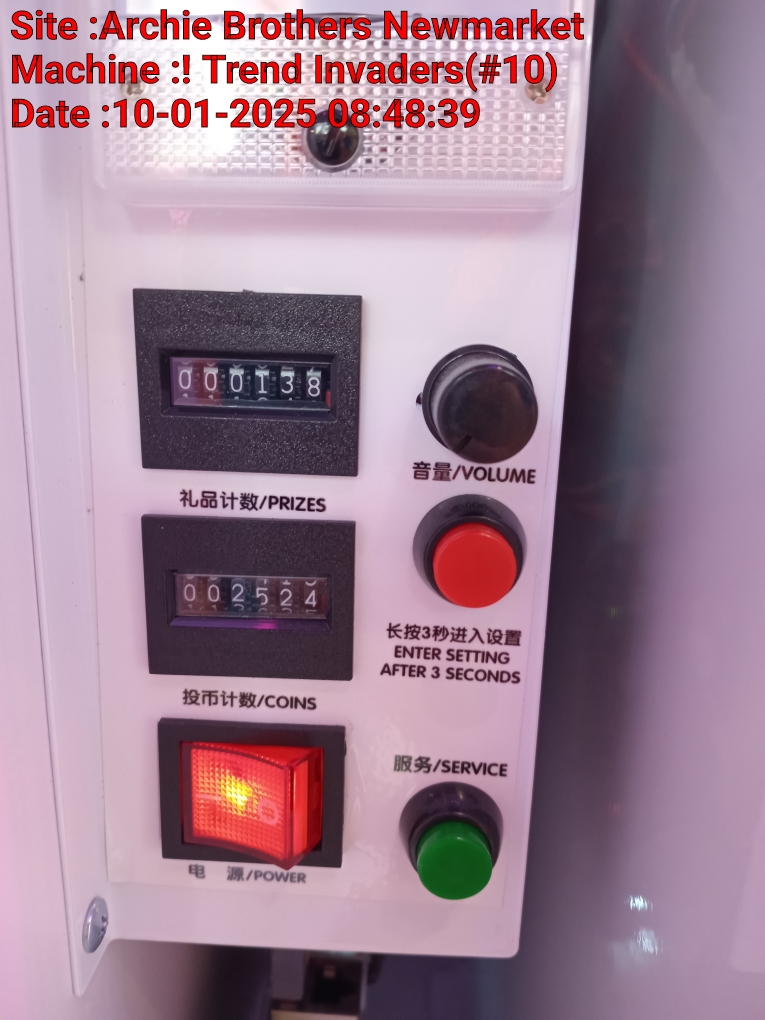 Site :Archie Brothers Newmarket
Machine :! Trend Invaders(#10)
Date :10-01-2025 08:48:39
000138
礼品计数/PRIZES
音量/VOLUME
002524
投币计数/COINS
长按3秒进入设置
ENTER SETTING
AFTER 3 SECONDS
服务/SERVICE
电 源/POWER